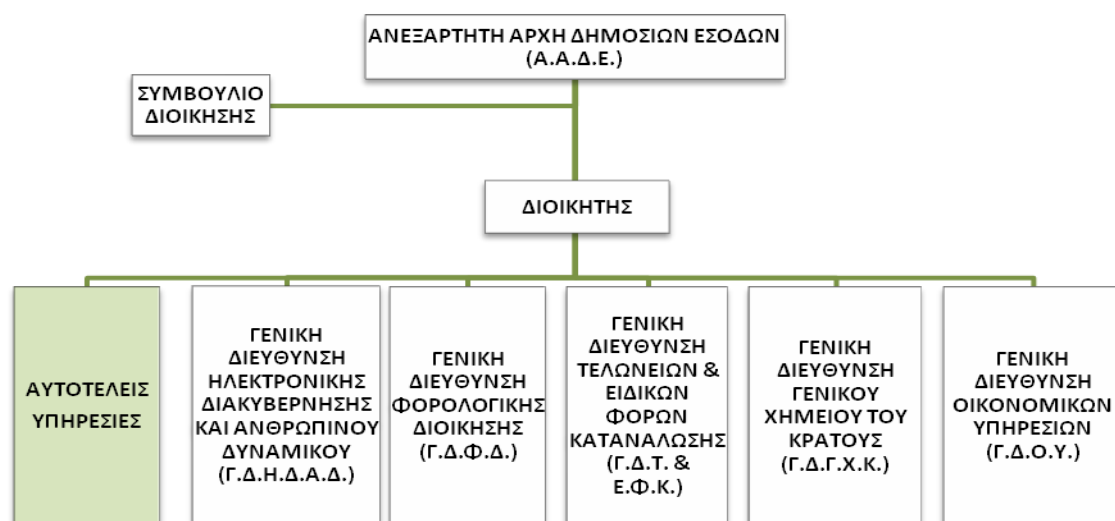 ΑΝΕΞΑΡΤΗΤΗ ΑΡΧΗ ΔΗΜΟΣΙΩΝ ΕΣΟΔΩΝ
(Α.Α.Δ.Ε.)
ΣΥΜΒΟΥΛΙΟ
ΔΙΟΙΚΗΣΗΣ
ΔΙΟΙΚΗΤΗΣ
ΑΥΤΟΤΕΛΕΙΣ
ΥΠΗΡΕΣΙΕΣ
ΓΕΝΙΚΗ
ΔΙΕΥΘΥΝΣΗ
ΗΛΕΚΤΡΟΝΙΚΗΣ
ΔΙΑΚΥΒΕΡΝΗΣΗΣ
ΚΑΙ ΑΝΘΡΩΠΙΝΟΥ
ΔΥΝΑΜΙΚΟΥ
(Γ.Δ.Η.Δ.Α.Δ.)
ΓΕΝΙΚΗ
ΔΙΕΥΘΥΝΣΗ
ΦΟΡΟΛΟΓΙΚΗΣ
ΔΙΟΙΚΗΣΗΣ
(Γ.Δ.Φ.Δ.)
ΓΕΝΙΚΗ
ΔΙΕΥΘΥΝΣΗ
ΤΕΛΩΝΕΙΩΝ &
ΕΙΔΙΚΩΝ
ΦΟΡΩΝ
ΚΑΤΑΝΑΛΩΣΗΣ
(Γ.Δ.Τ. &
Ε.Φ.Κ.)
ΓΕΝΙΚΗ
ΔΙΕΥΘΥΝΣΗ
ΓΕΝΙΚΟΥ
ΧΗΜΕΙΟΥ ΤΟΥ
ΚΡΑΤΟΥΣ
(Γ.Δ.Γ.Χ.Κ.)
ΓΕΝΙΚΗ
ΔΙΕΥΘΥΝΣΗ
ΟΙΚΟΝΟΜΙΚΩΝ
ΥΠΗΡΕΣΙΩΝ
(Γ.Δ.Ο.Υ.)